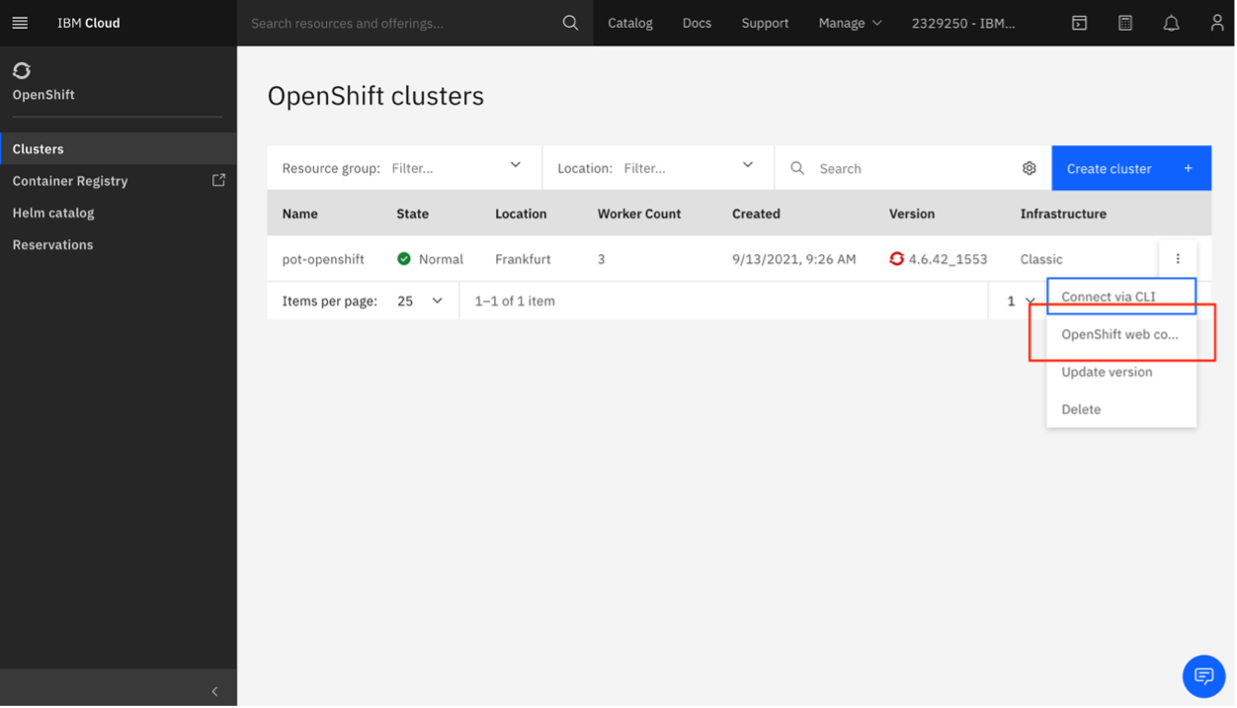 IBM Cloud
Search resources and offerings...
Catalog
Docs
Support
Manage
2329250 - IBM...
OpenShift
Clusters
Container Registry
Helm catalog
Reservations
OpenShift clusters
Resource group: Filter...
Location: Filter...
Search
Create cluster +
Name State Location Worker Count Created Version Infrastructure
pot-openshift Normal Frankfurt 3 9/13/2021, 9:26 AM 4.6.42_1553 Classic
Items per page: 25 1–1 of 1 item 1
Connect via CLI
OpenShift web co...
Update version
Delete